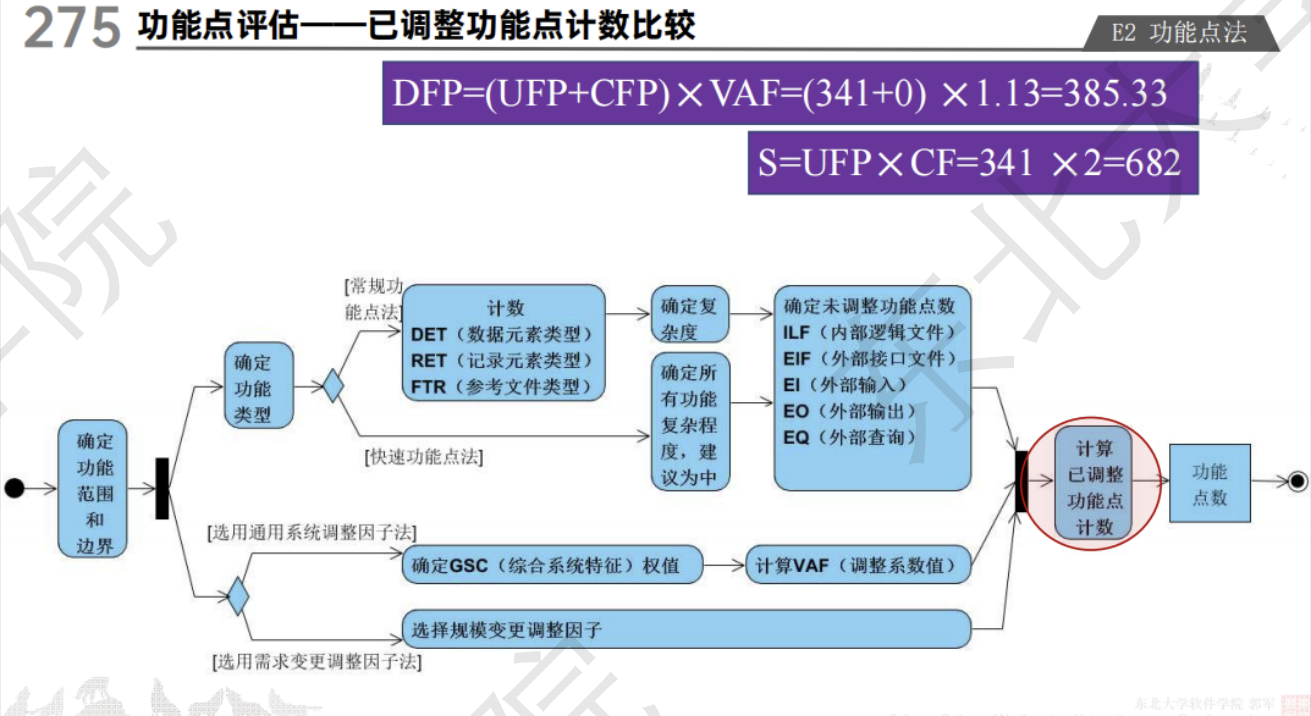 275 功能点评估——已调整功能点计数比较
E2 功能点法
DFP=(UFP+CFP)×VAF=(341+0) ×1.13=385.33
S=UFP×CF=341 ×2=682
[常规功
能点法]
计数
DET（数据元素类型）
RET（记录元素类型）
FTR（参考文件类型）
确定复
杂度
确定未调整功能点数
ILF（内部逻辑文件）
EIF（外部接口文件）
EI（外部输入）
EO（外部输出）
EQ（外部查询）
确定
功能
类型
确定所
有功能
复杂程
度，建
议为中
[快速功能点法]
确定
功能
范围
和
边界
计算
已调整
功能点
计数
功能
点数
[选用通用系统调整因子法]
确定GSC（综合系统特征）权值
计算VAF（调整系数值）
选择规模变更调整因子
[选用需求变更调整因子法]
东北大学软件学院 郭军
院
东北大学
院